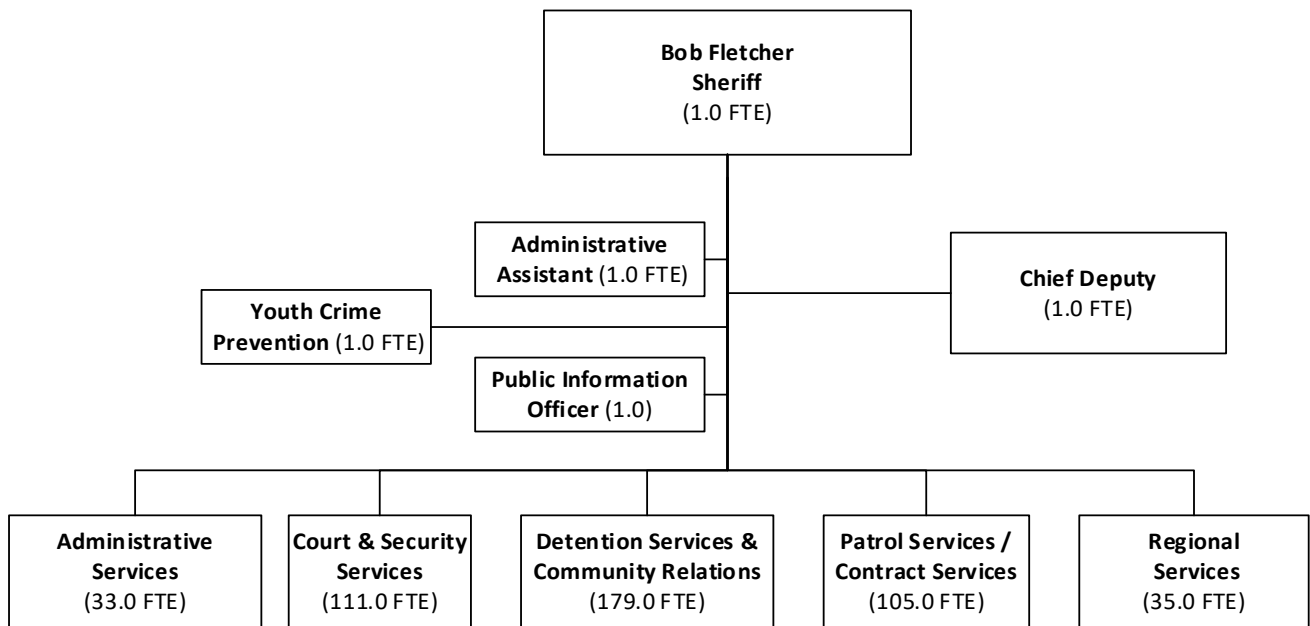 Bob Fletcher
Sheriff
(1.0 FTE)
Administrative
Assistant (1.0 FTE)
Chief Deputy
(1.0 FTE)
Youth Crime
Prevention (1.0 FTE)
Public Information
Officer (1.0)
Administrative
Services
(33.0 FTE)
Court & Security
Services
(111.0 FTE)
Detention Services &
Community Relations
(179.0 FTE)
Patrol Services /
Contract Services
(105.0 FTE)
Regional
Services
(35.0 FTE)